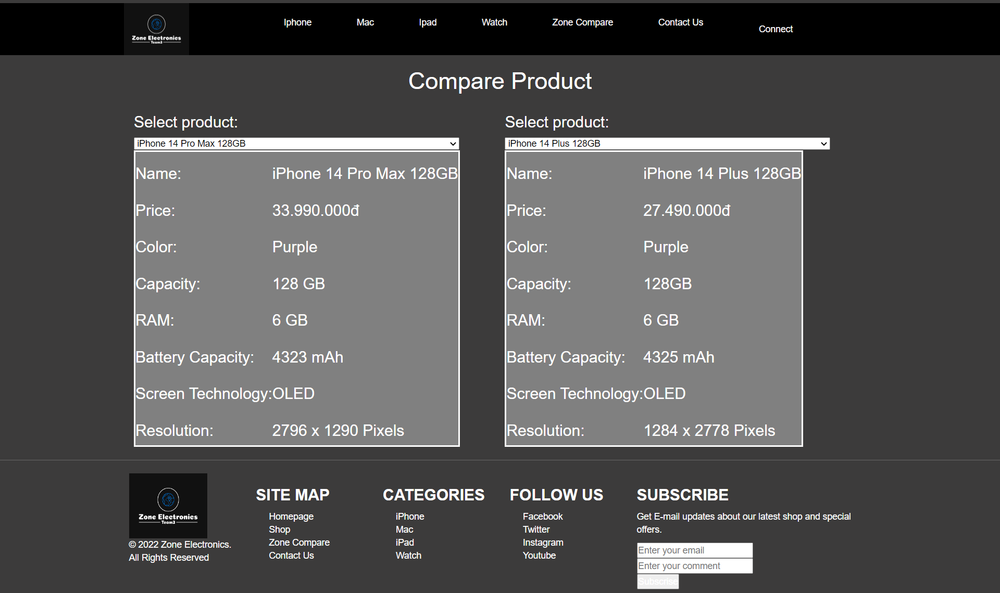 Zone Electronics
Team3
Iphone
Mac
Ipad
Watch
Zone Compare
Contact Us
Connect
Compare Product
Select product:
iPhone 14 Pro Max 128GB
Name: iPhone 14 Pro Max 128GB
Price: 33.990.000đ
Color: Purple
Capacity: 128 GB
RAM: 6 GB
Battery Capacity: 4323 mAh
Screen Technology:OLED
Resolution: 2796 x 1290 Pixels
Select product:
iPhone 14 Plus 128GB
Name: iPhone 14 Plus 128GB
Price: 27.490.000đ
Color: Purple
Capacity: 128GB
RAM: 6 GB
Battery Capacity: 4325 mAh
Screen Technology:OLED
Resolution: 1284 x 2778 Pixels
Zone Electronics
Team3
© 2022 Zone Electronics.
All Rights Reserved
SITE MAP
Homepage
Shop
Zone Compare
Contact Us
CATEGORIES
iPhone
Mac
iPad
Watch
FOLLOW US
Facebook
Twitter
Instagram
Youtube
SUBSCRIBE
Get E-mail updates about our latest shop and special
offers.
Enter your email
Enter your comment
Subscrise